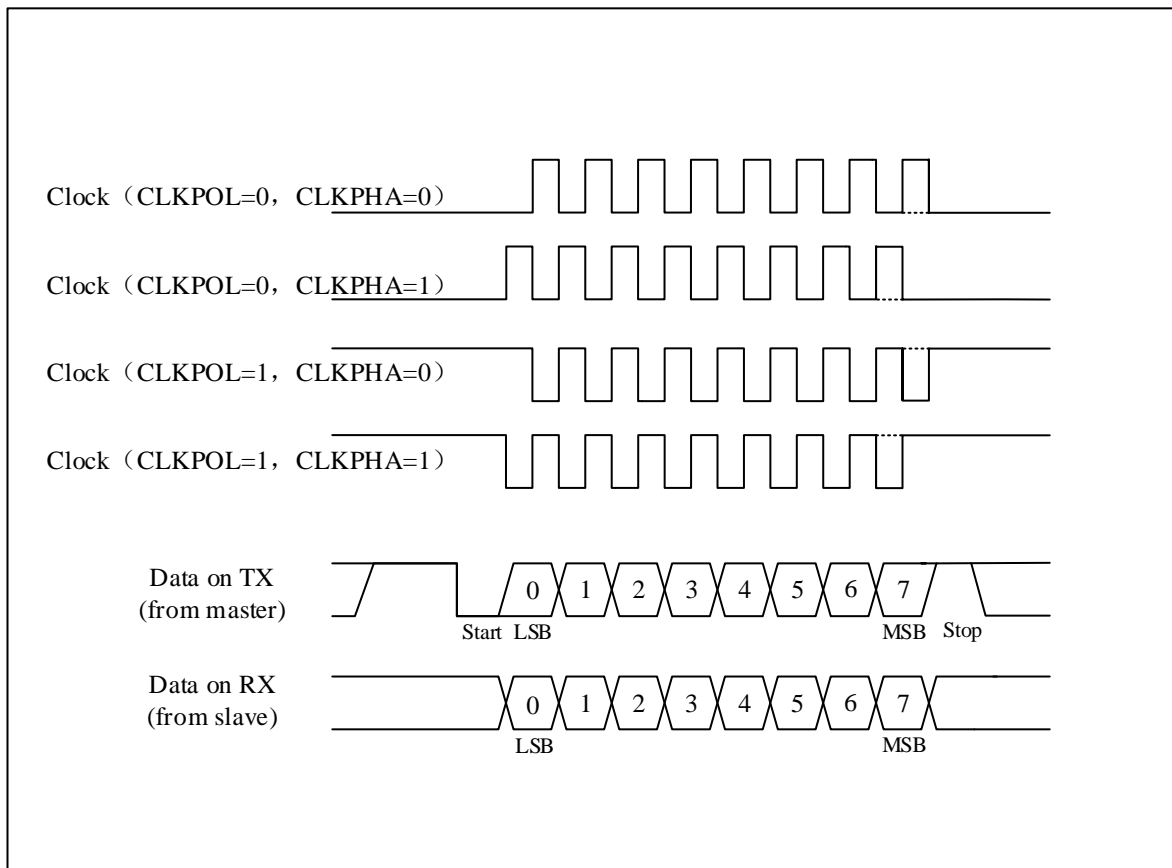 Clock（CLKPOL=0，CLKPHA=0）
Clock（CLKPOL=0，CLKPHA=1）
Clock（CLKPOL=1，CLKPHA=0）
Clock（CLKPOL=1，CLKPHA=1）
Data on TX
(from master)
0 1 2 3 4 5 6 7
Start LSB MSB Stop
Data on RX
(from slave)
0 1 2 3 4 5 6 7
LSB MSB